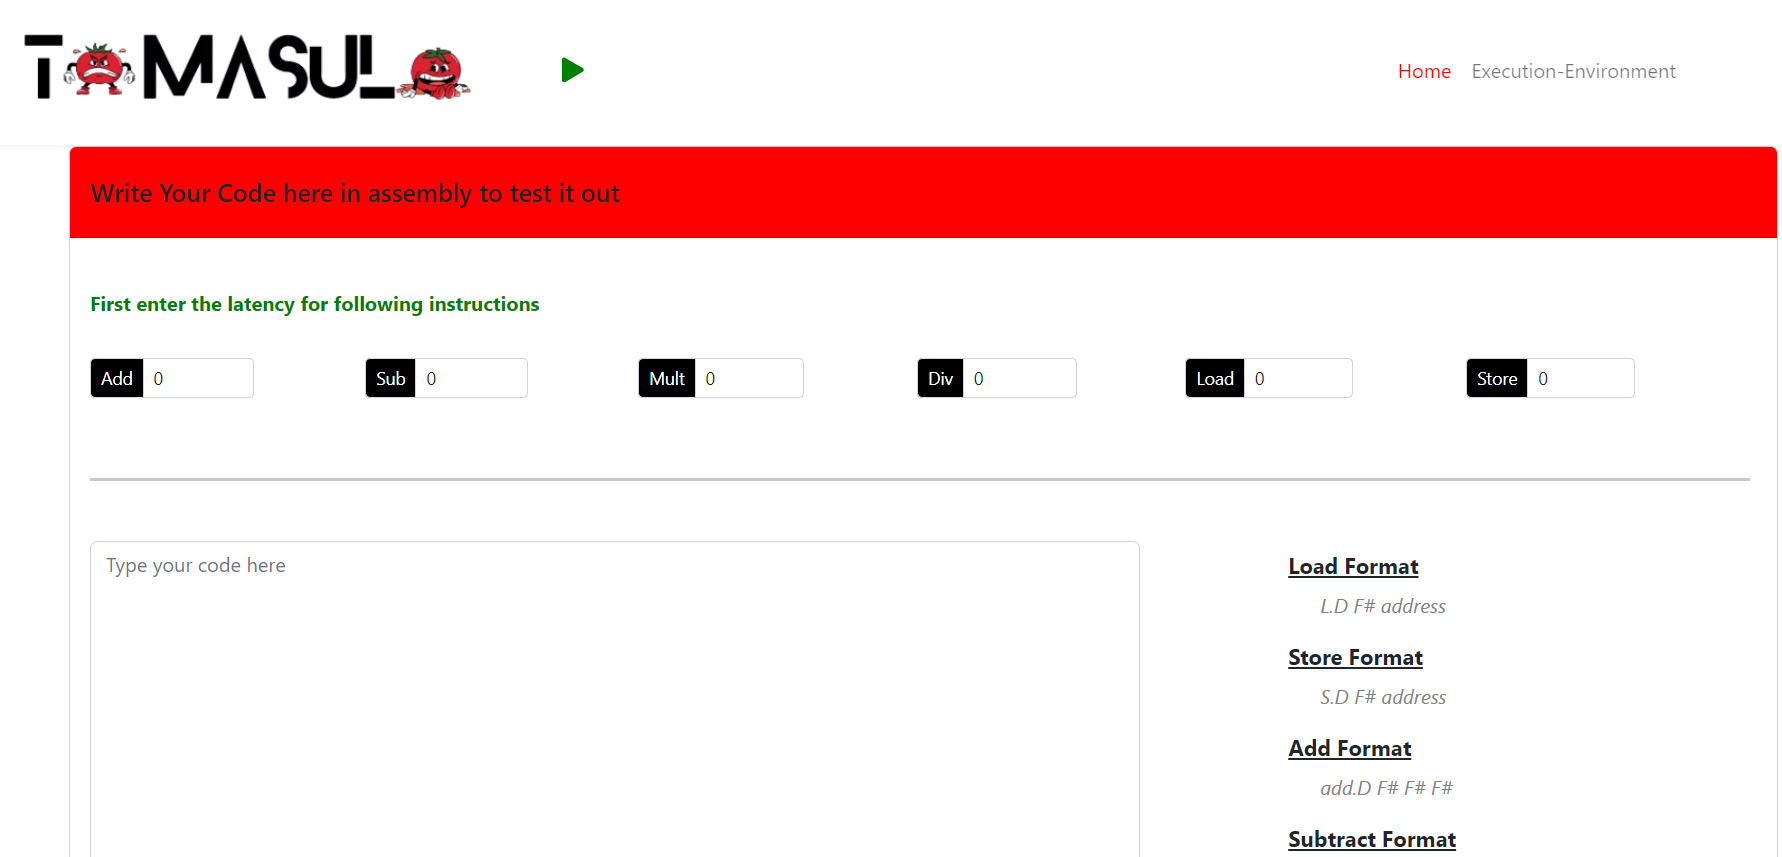 TOMASULO
Home Execution-Environment
Write Your Code here in assembly to test it out
First enter the latency for following instructions
Add 0 Sub 0 Mult 0 Div 0 Load 0 Store 0
Type your code here
Load Format
L.D F# address
Store Format
S.D F# address
Add Format
add.D F# F# F#
Subtract Format